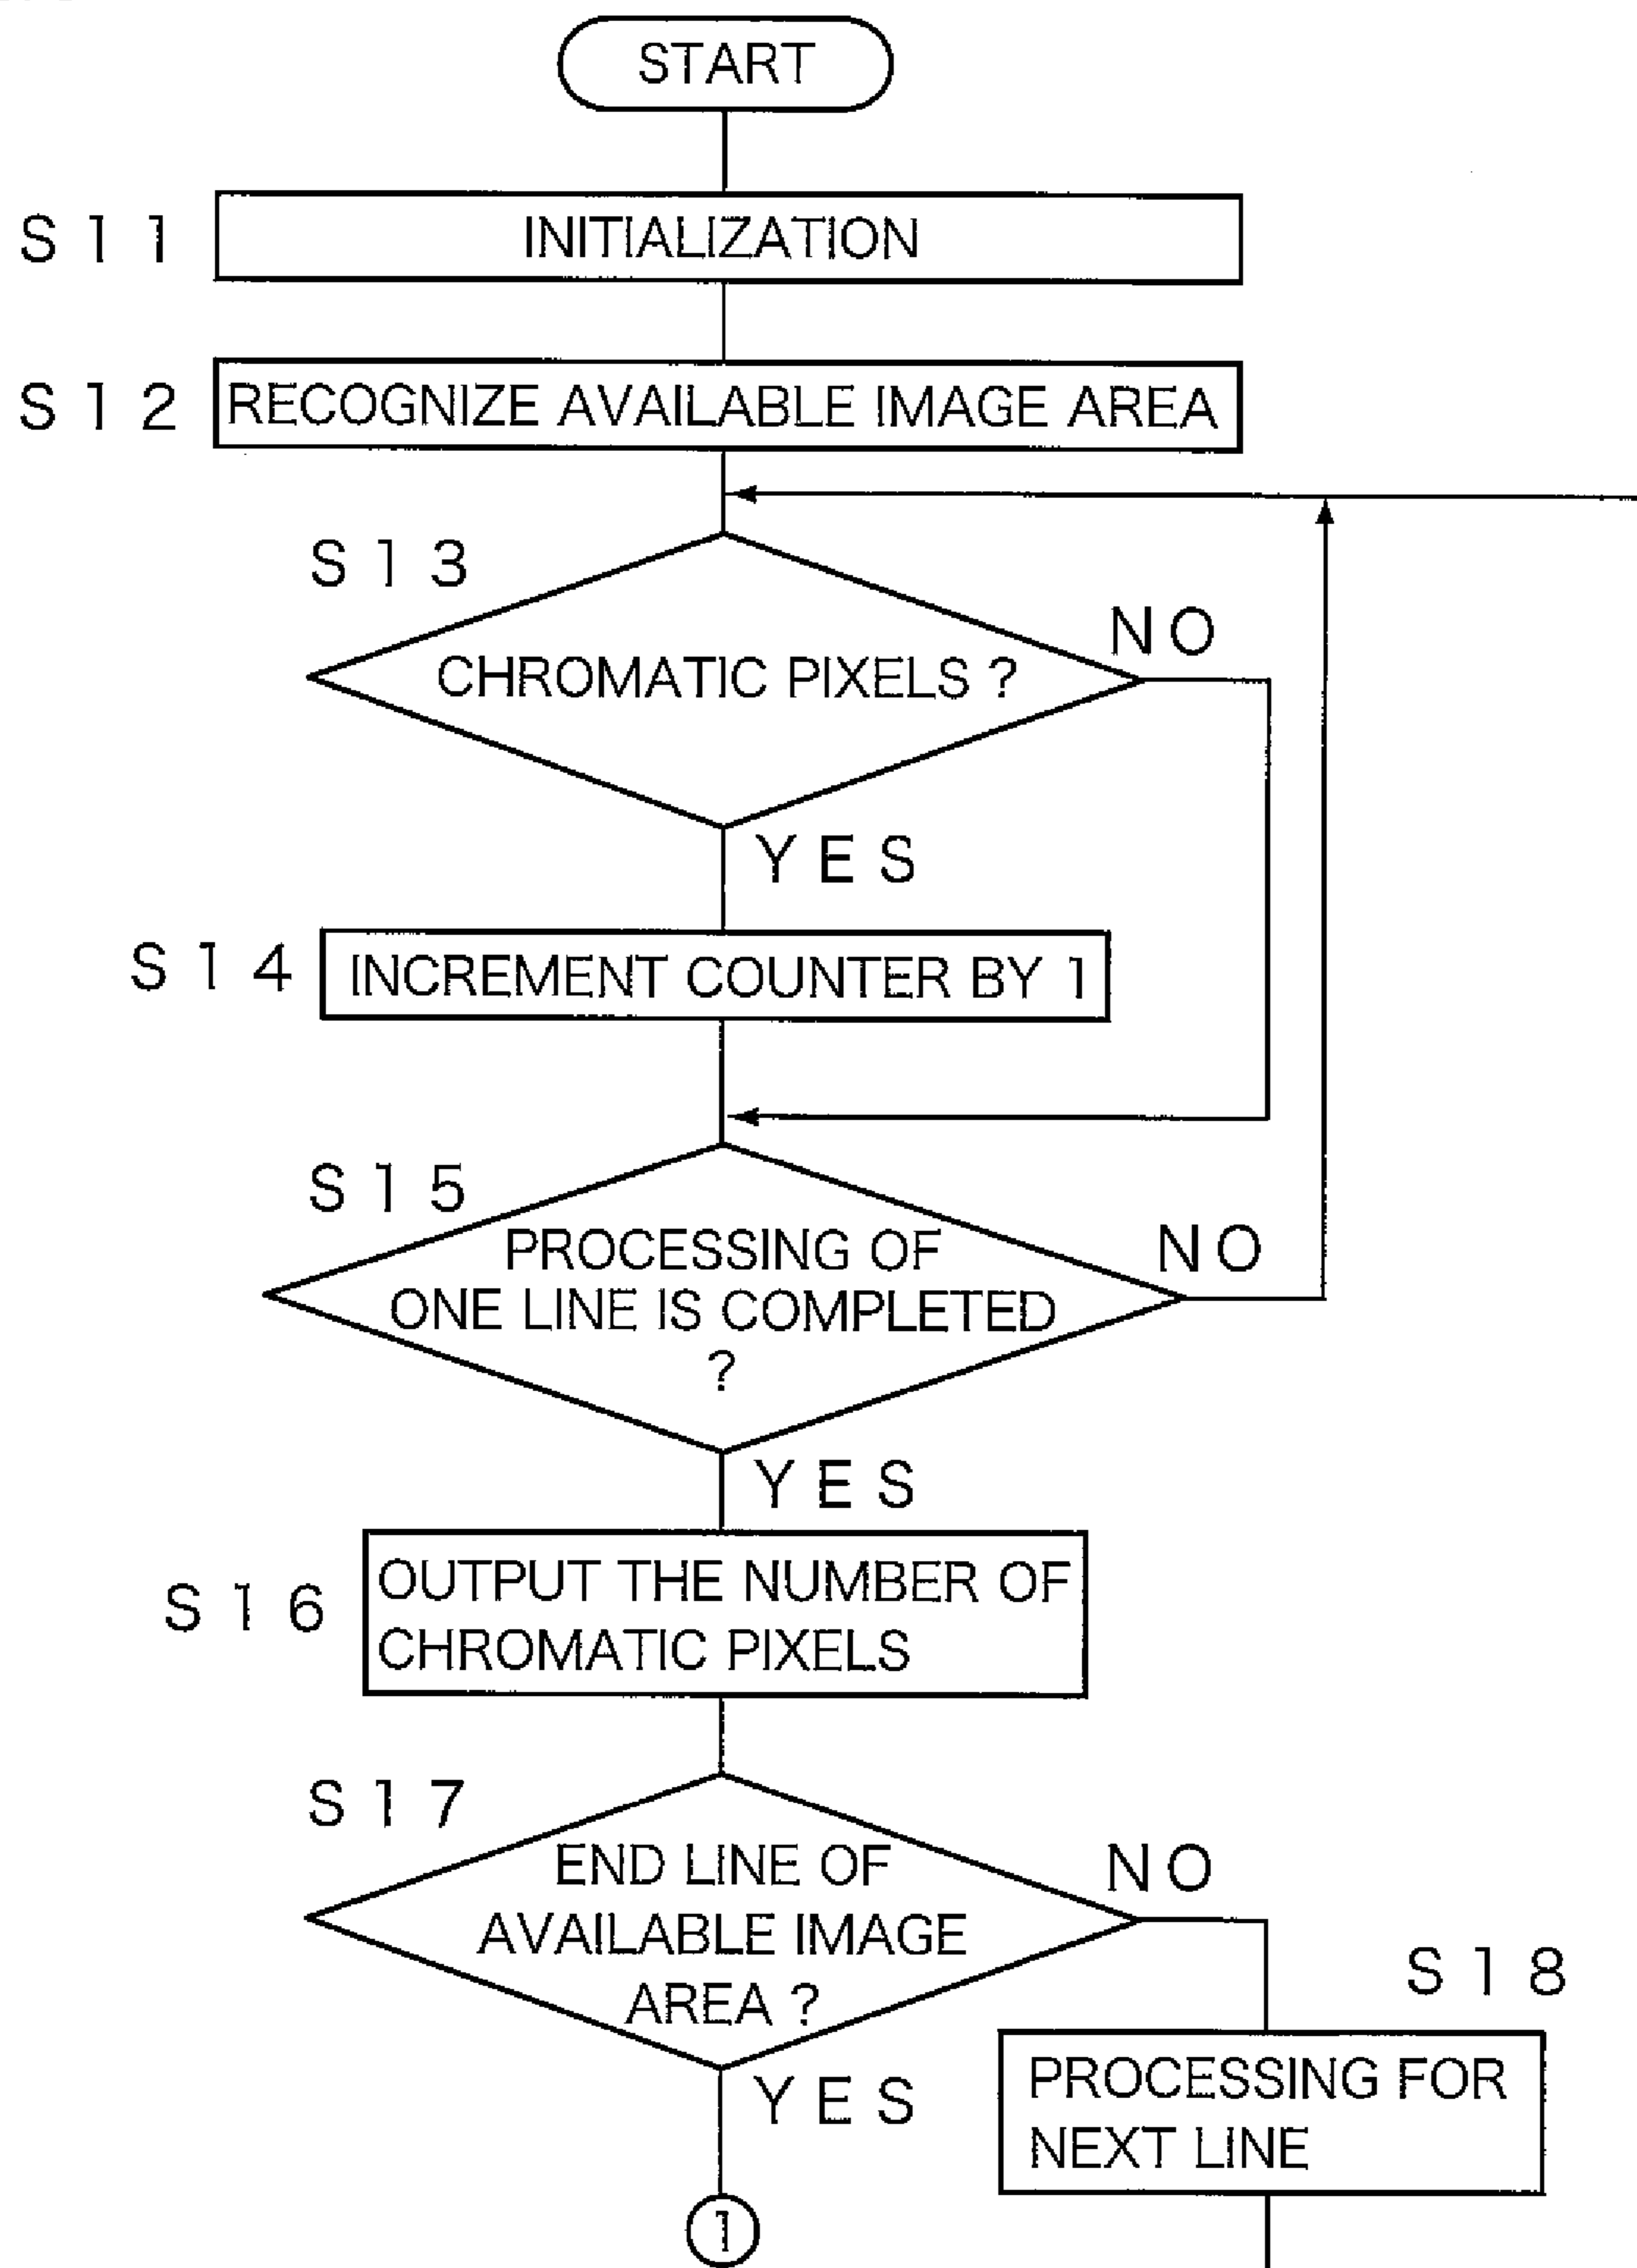 START
S11
INITIALIZATION
S12
RECOGNIZE AVAILABLE IMAGE AREA
S13
CHROMATIC PIXELS ?
NO
YES
S14
INCREMENT COUNTER BY 1
S15
PROCESSING OF
ONE LINE IS COMPLETED
?
NO
YES
S16
OUTPUT THE NUMBER OF
CHROMATIC PIXELS
S17
END LINE OF
AVAILABLE IMAGE
AREA ?
NO
YES
S18
PROCESSING FOR
NEXT LINE
1